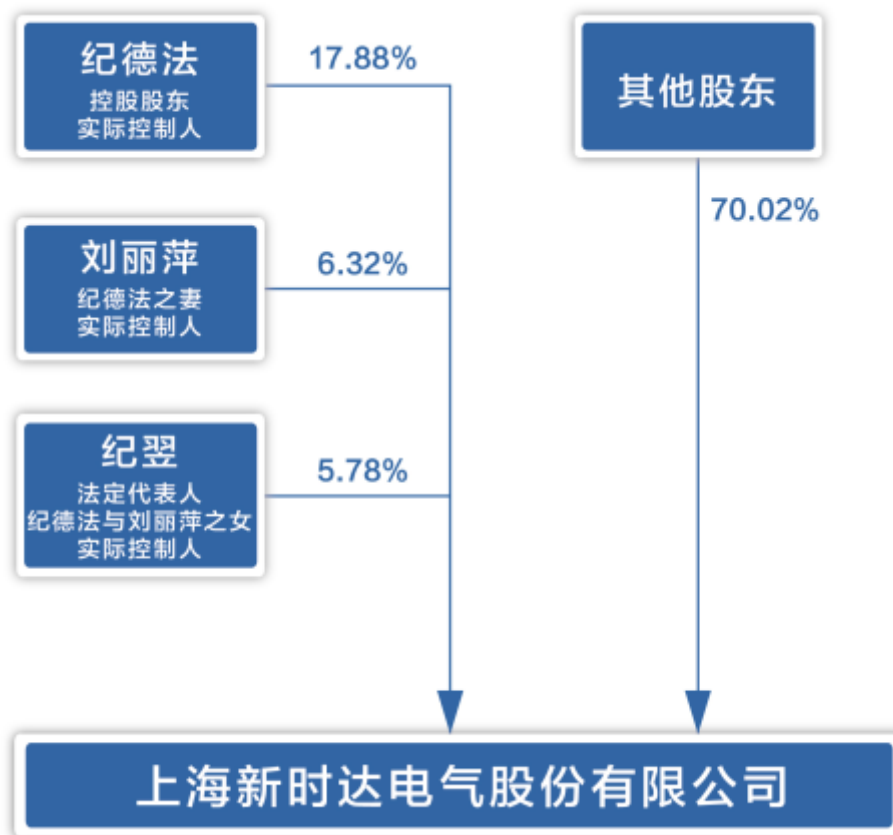 纪德法
控股股东
实际控制人
17.88%
其他股东
70.02%
刘丽萍
纪德法之妻
实际控制人
6.32%
纪翌
法定代表人
纪德法与刘丽萍之女
实际控制人
5.78%
上海新时达电气股份有限公司